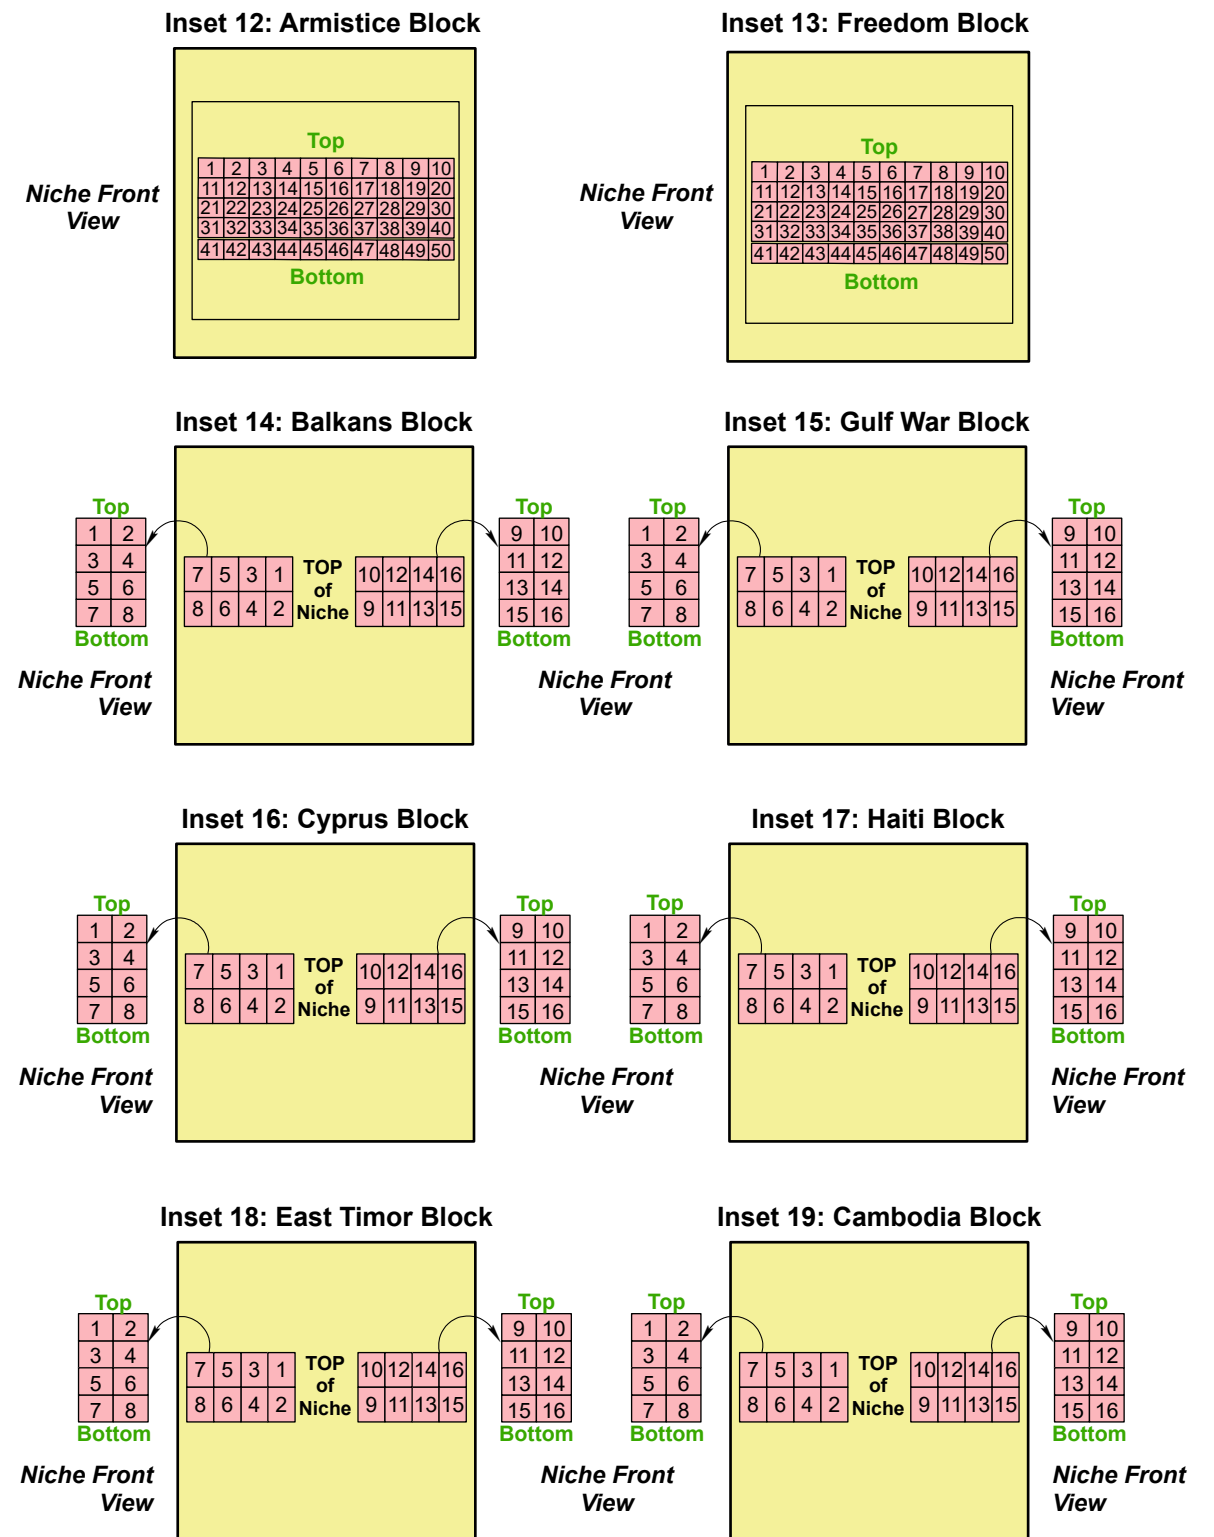 Inset 12: Armistice Block
Top
Niche Front
View
1 2 3 4 5 6 7 8 9 10
11 12 13 14 15 16 17 18 19 20
21 22 23 24 25 26 27 28 29 30
31 32 33 34 35 36 37 38 39 40
41 42 43 44 45 46 47 48 49 50
Bottom
Inset 13: Freedom Block
Top
Niche Front
View
1 2 3 4 5 6 7 8 9 10
11 12 13 14 15 16 17 18 19 20
21 22 23 24 25 26 27 28 29 30
31 32 33 34 35 36 37 38 39 40
41 42 43 44 45 46 47 48 49 50
Bottom
Inset 14: Balkans Block
Top
1 2
3 4
5 6
7 8
Bottom
Niche Front
View
7 5 3 1
8 6 4 2
TOP
of
Niche
10 12 14 16
9 11 13 15
Top
9 10
11 12
13 14
15 16
Bottom
Niche Front
View
Inset 15: Gulf War Block
Top
1 2
3 4
5 6
7 8
Bottom
7 5 3 1
8 6 4 2
TOP
of
Niche
10 12 14 16
9 11 13 15
Top
9 10
11 12
13 14
15 16
Bottom
Niche Front
View
Inset 16: Cyprus Block
Top
1 2
3 4
5 6
7 8
Bottom
Niche Front
View
7 5 3 1
8 6 4 2
TOP
of
Niche
10 12 14 16
9 11 13 15
Top
9 10
11 12
13 14
15 16
Bottom
Niche Front
View
Inset 17: Haiti Block
Top
1 2
3 4
5 6
7 8
Bottom
7 5 3 1
8 6 4 2
TOP
of
Niche
10 12 14 16
9 11 13 15
Top
9 10
11 12
13 14
15 16
Bottom
Niche Front
View
Inset 18: East Timor Block
Top
1 2
3 4
5 6
7 8
Bottom
Niche Front
View
7 5 3 1
8 6 4 2
TOP
of
Niche
10 12 14 16
9 11 13 15
Top
9 10
11 12
13 14
15 16
Bottom
Niche Front
View
Inset 19: Cambodia Block
Top
1 2
3 4
5 6
7 8
Bottom
7 5 3 1
8 6 4 2
TOP
of
Niche
10 12 14 16
9 11 13 15
Top
9 10
11 12
13 14
15 16
Bottom
Niche Front
View